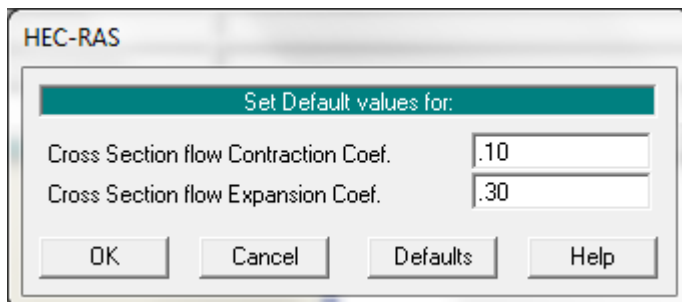 HEC-RAS
Set Default values for:
Cross Section flow Contraction Coef. .10
Cross Section flow Expansion Coef. .30
OK Cancel Defaults Help